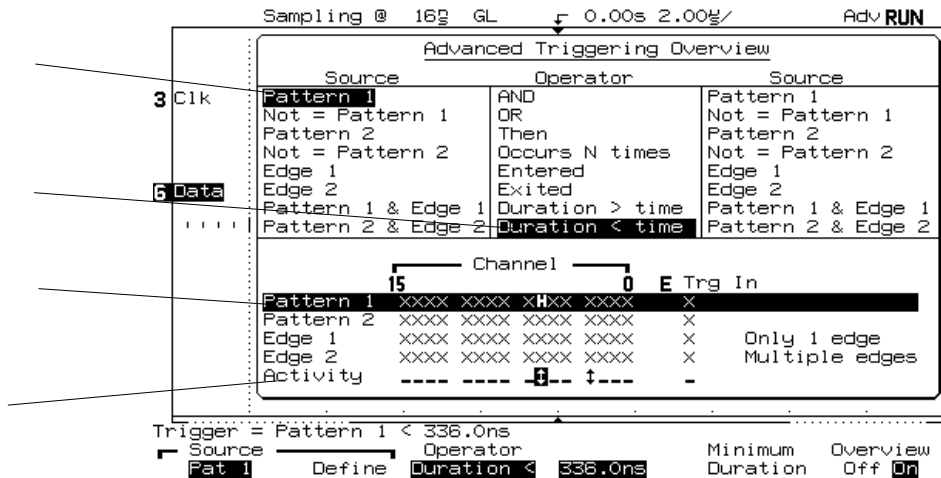 Sampling @ 16n̲ GL 0.00s 2.00µ̲/ Adv RUN
Advanced Triggering Overview
Source Operator Source
3 Clk
Pattern 1 AND Pattern 1
Not = Pattern 1 OR Not = Pattern 1
Pattern 2 Then Pattern 2
Not = Pattern 2 Occurs N times Not = Pattern 2
Edge 1 Entered Edge 1
6 Data
Edge 2 Exited Edge 2
Pattern 1 & Edge 1 Duration > time Pattern 1 & Edge 1
Pattern 2 & Edge 2 Duration < time Pattern 2 & Edge 2
Channel
15 0 E Trg In
Pattern 1 XXXX XXXX XHXX XXXX X
Pattern 2 XXXX XXXX XXXX XXXX X
Edge 1 XXXX XXXX XXXX XXXX X Only 1 edge
Edge 2 XXXX XXXX XXXX XXXX X Multiple edges
Activity ---- ---- -↕-- ↕--- -
Trigger = Pattern 1 < 336.0ns
Source Operator Minimum Overview
Pat 1 Define Duration < 336.0ns Duration Off On